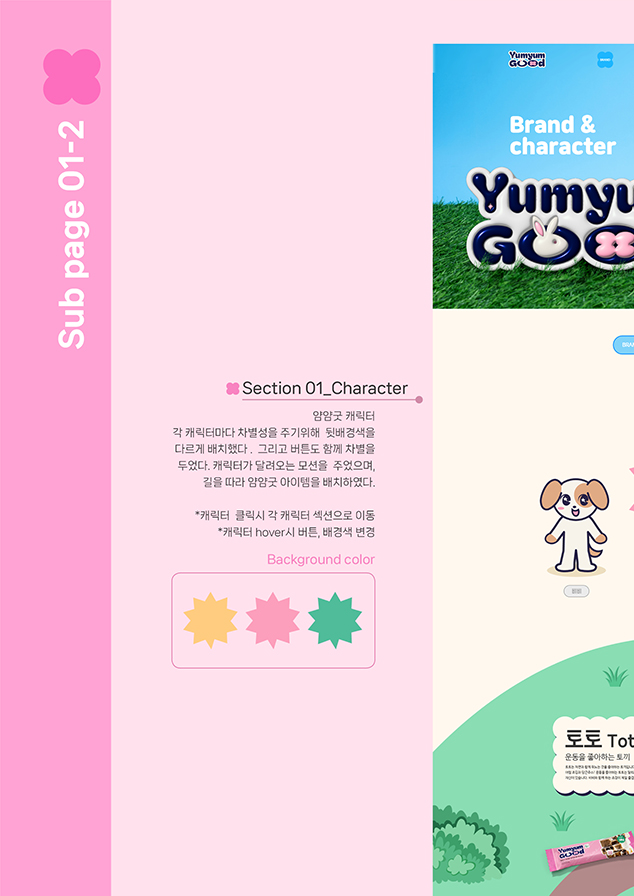 Sub page 01-2
Yumyum
GOOd
Brand &
character
Yumyu
GOO
BRA
Section 01_Character
얌얌굿 캐릭터
각 캐릭터마다 차별성을 주기위해 뒷배경색을
다르게 배치했다 . 그리고 버튼도 함께 차별을
두었다. 캐릭터가 달려오는 모션을 주었으며,
길을 따라 얌얌굿 아이템을 배치하였다.
*캐릭터 클릭시 각 캐릭터 섹션으로 이동
*캐릭터 hover시 버튼, 배경색 변경
Background color
토토 Tot
운동을 좋아하는 토끼
Yumyum
GOOd